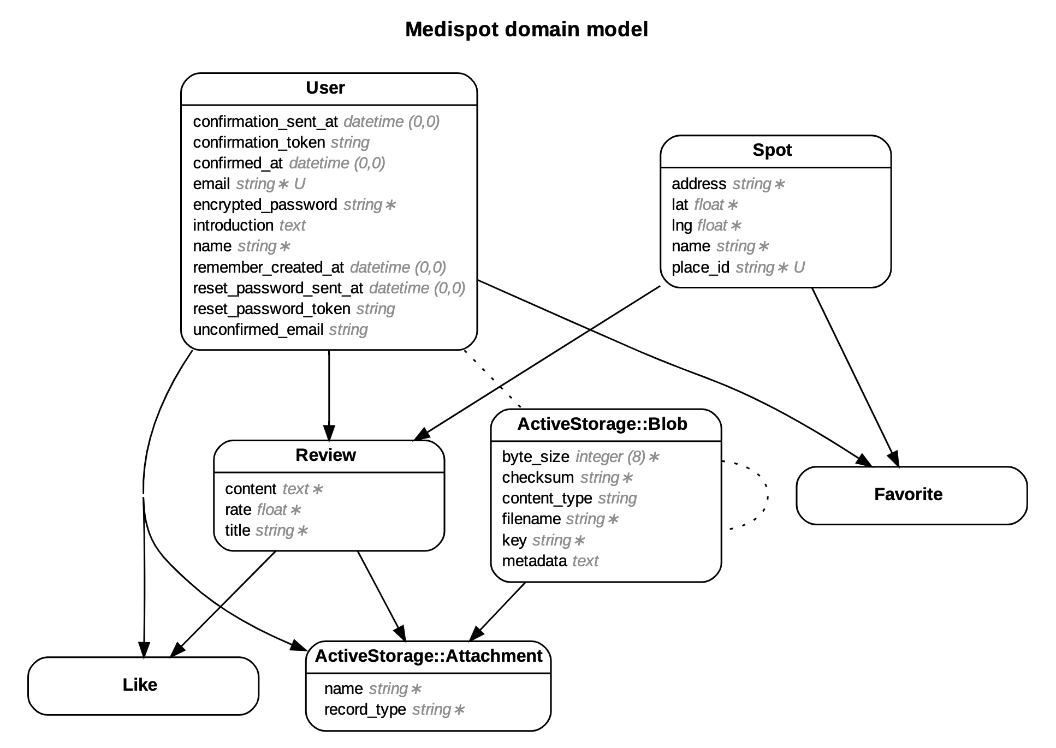 Medispot domain model
User
confirmation_sent_at datetime (0,0)
confirmation_token string
confirmed_at datetime (0,0)
email string∗ U
encrypted_password string∗
introduction text
name string∗
remember_created_at datetime (0,0)
reset_password_sent_at datetime (0,0)
reset_password_token string
unconfirmed_email string
Spot
address string∗
lat float∗
lng float∗
name string∗
place_id string∗ U
Review
content text∗
rate float∗
title string∗
ActiveStorage::Blob
byte_size integer (8)∗
checksum string∗
content_type string
filename string∗
key string∗
metadata text
Favorite
Like
ActiveStorage::Attachment
name string∗
record_type string∗